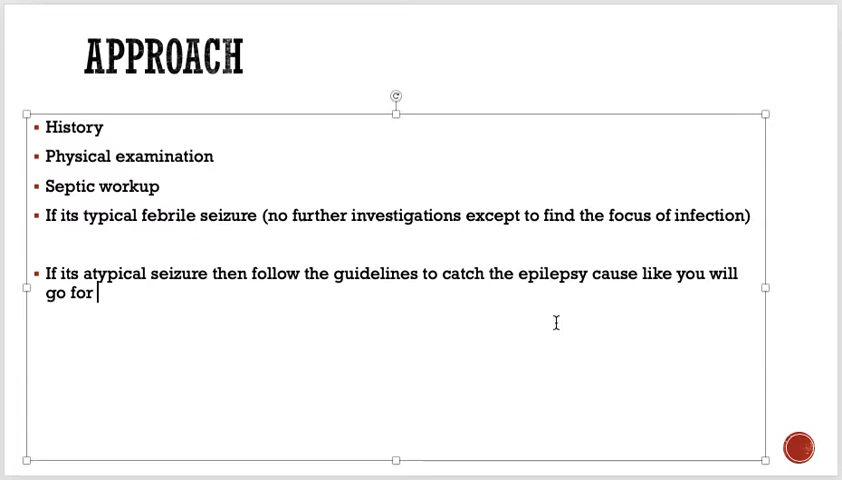 APPROACH
History
Physical examination
Septic workup
If its typical febrile seizure (no further investigations except to find the focus of infection)
If its atypical seizure then follow the guidelines to catch the epilepsy cause like you will
go for